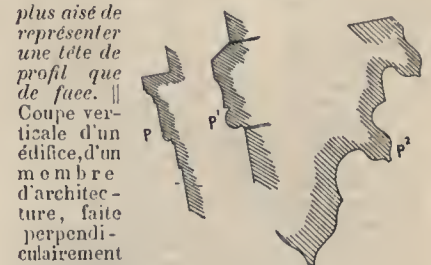 plus aisé de
représenter
une tête de
profil que
de face. ||
Coupe ver-
ticale d'un
édifice, d'un
membre
d'architec-
ture, faite
perpendi-
culairement
P
P¹
P²